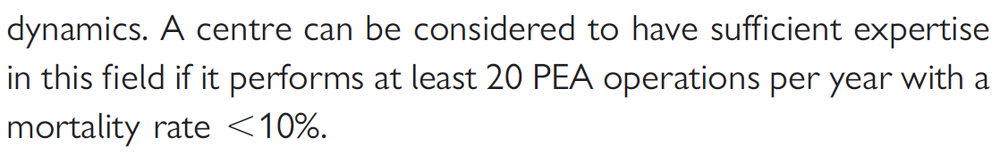 dynamics. A centre can be considered to have sufficient expertise
in this field if it performs at least 20 PEA operations per year with a
mortality rate <10%.